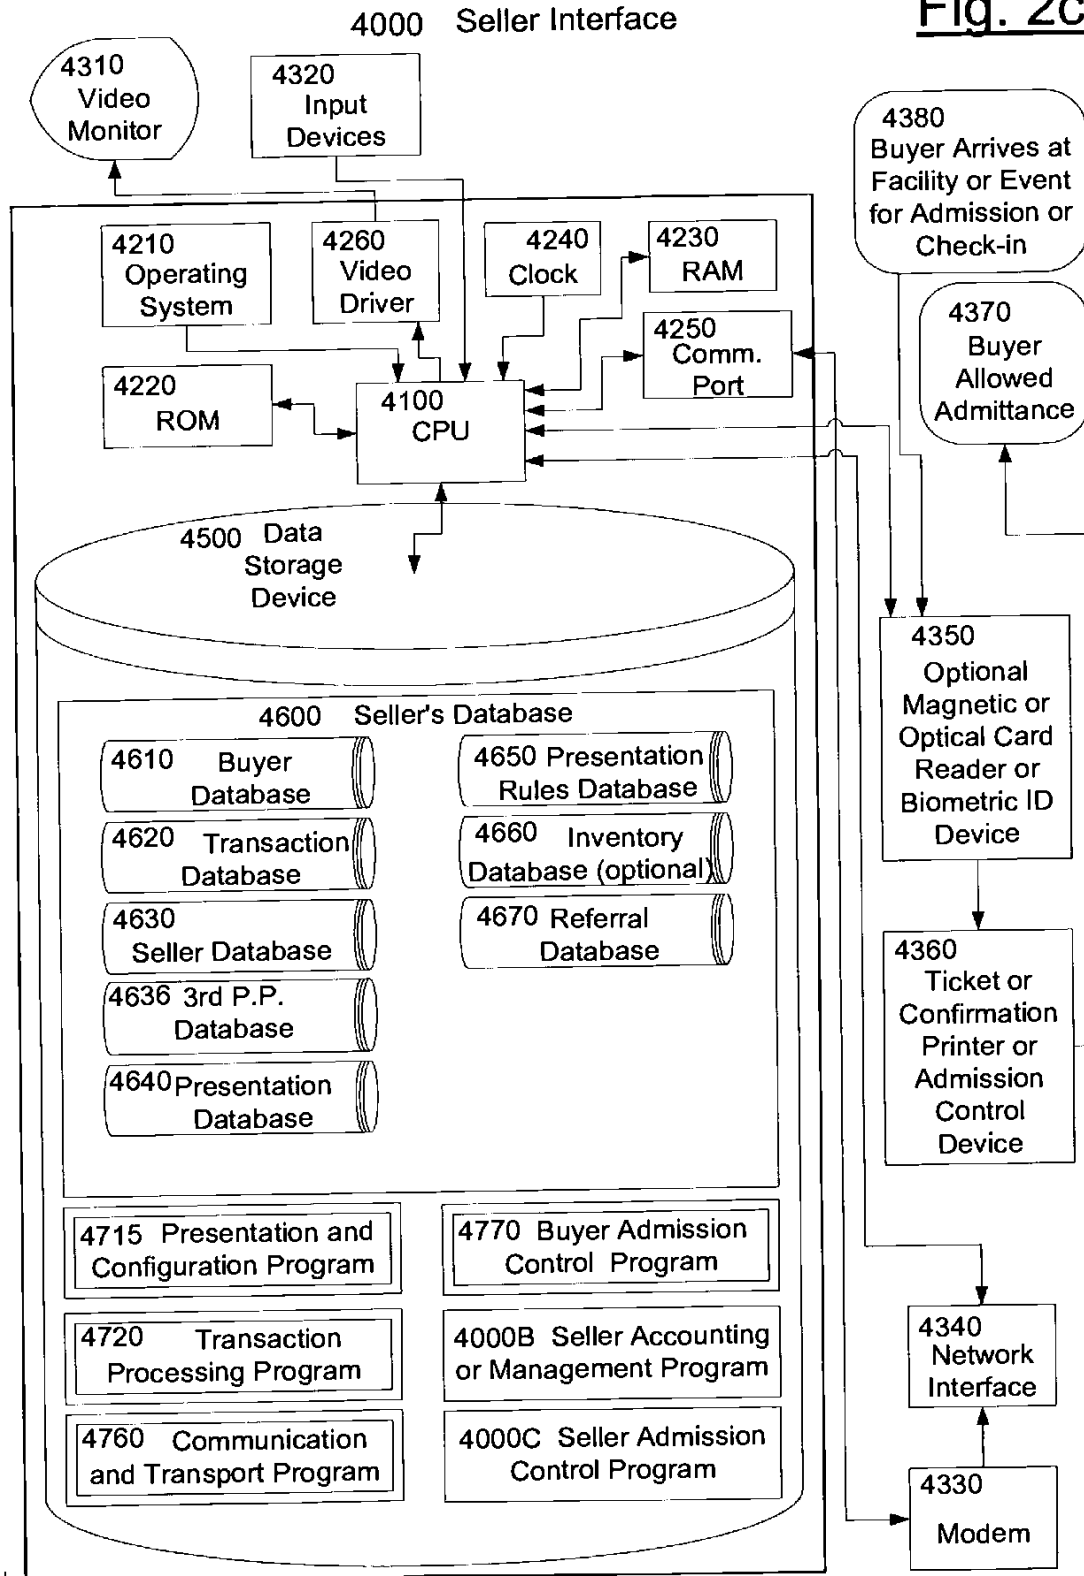 4000 Seller Interface
Fig. 2c
4310
Video
Monitor
4320
Input
Devices
4380
Buyer Arrives at
Facility or Event
for Admission or
Check-in
4210
Operating
System
4260
Video
Driver
4240
Clock
4230
RAM
4250
Comm.
Port
4370
Buyer
Allowed
Admittance
4220
ROM
4100
CPU
4500 Data
Storage
Device
4350
Optional
Magnetic or
Optical Card
Reader or
Biometric ID
Device
4600 Seller's Database
4610 Buyer
Database
4650 Presentation
Rules Database
4620 Transaction
Database
4660 Inventory
Database (optional)
4630
Seller Database
4670 Referral
Database
4636 3rd P.P.
Database
4640 Presentation
Database
4360
Ticket or
Confirmation
Printer or
Admission
Control
Device
4715 Presentation and
Configuration Program
4770 Buyer Admission
Control Program
4720 Transaction
Processing Program
4000B Seller Accounting
or Management Program
4760 Communication
and Transport Program
4000C Seller Admission
Control Program
4340
Network
Interface
4330
Modem